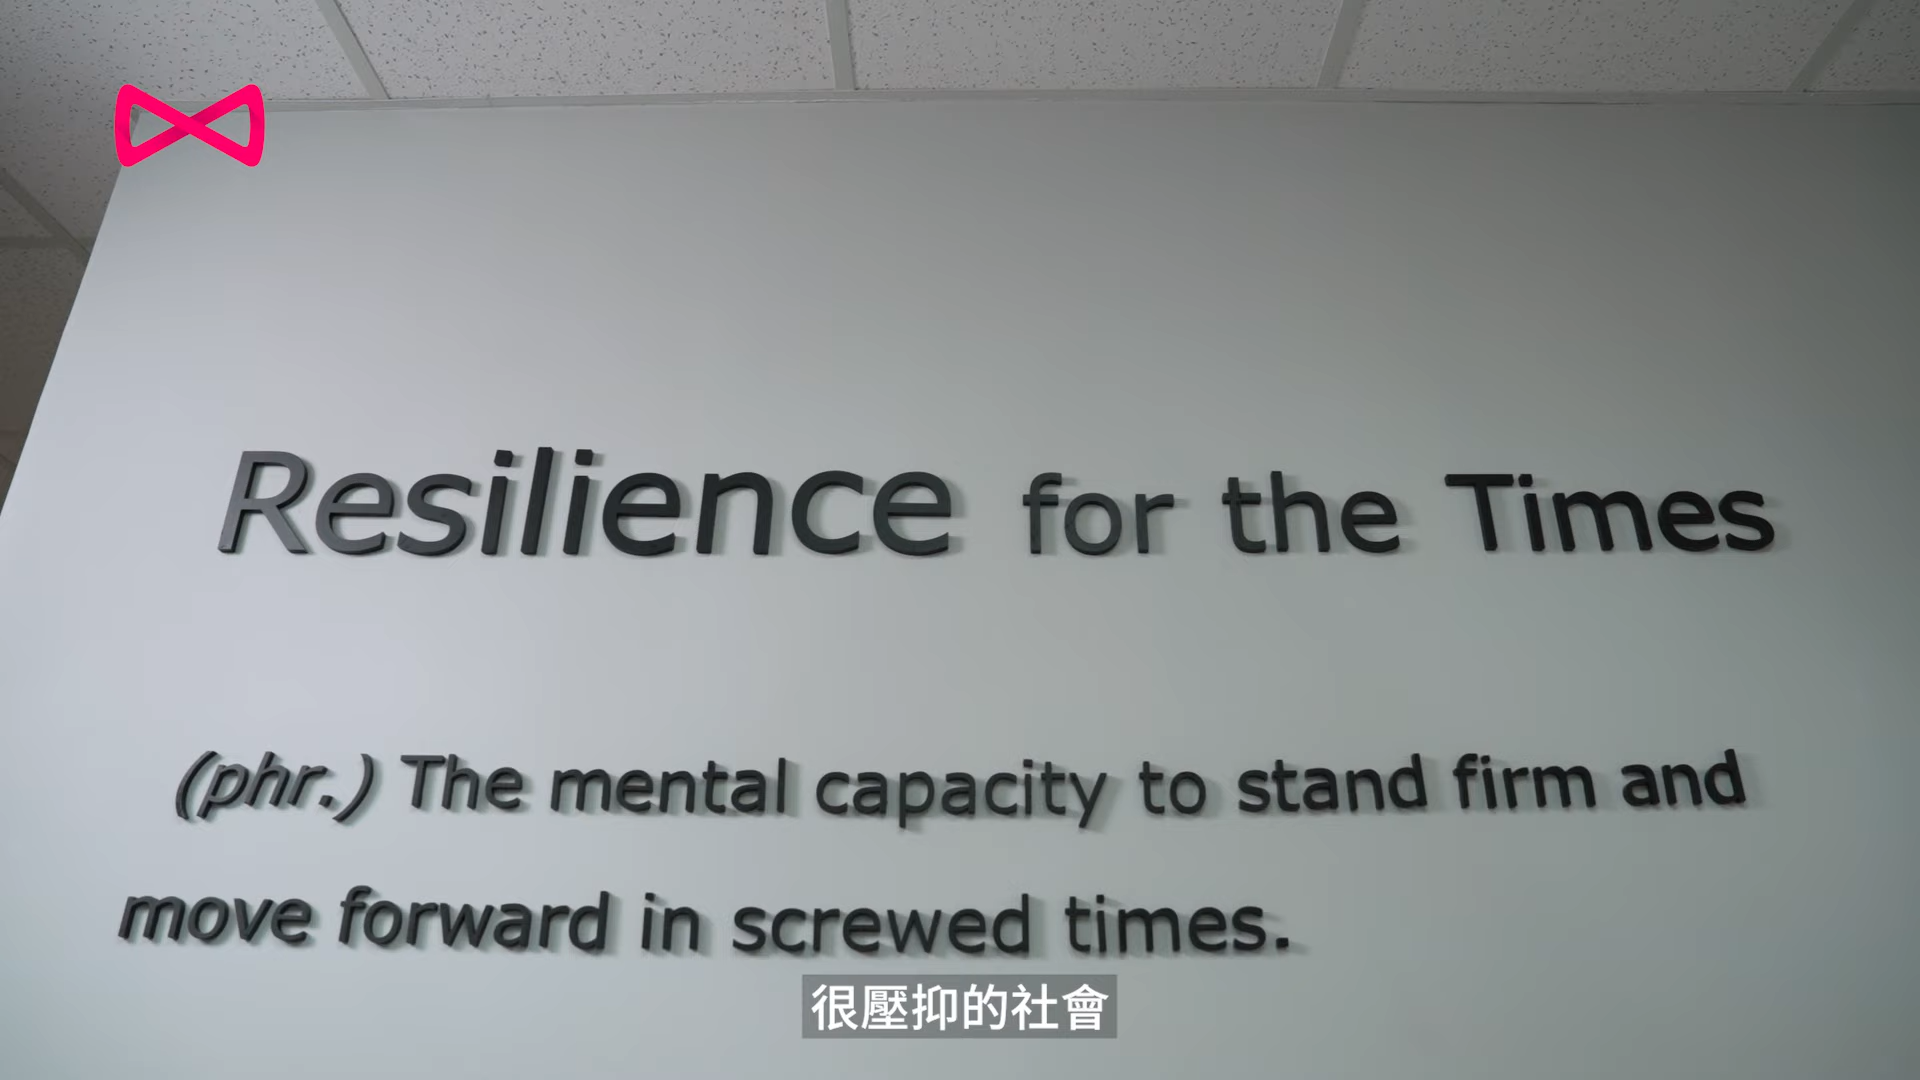 Resilience for the Times
(phr.) The mental capacity to stand firm and
move forward in screwed times.
很壓抑的社會